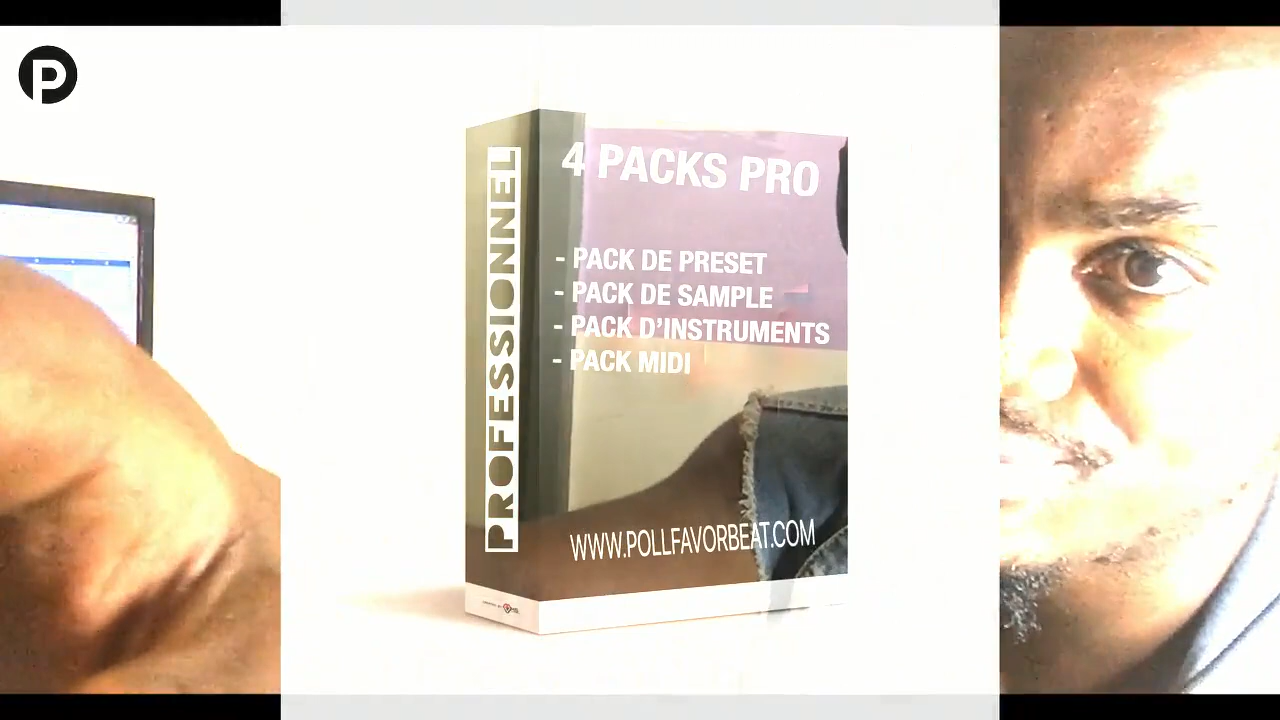 P
PROFESSIONNEL
4 PACKS PRO
- PACK DE PRESET
- PACK DE SAMPLE
- PACK D'INSTRUMENTS
- PACK MIDI
WWW.POLLFAVORBEAT.COM